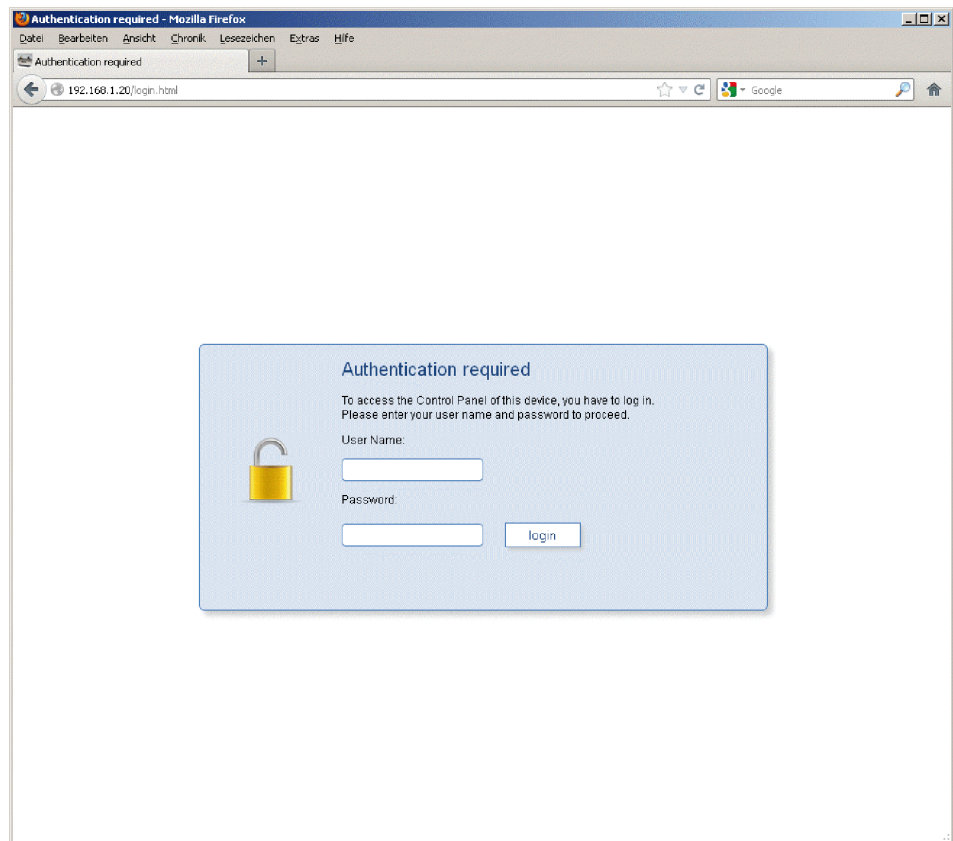 Authentication required - Mozilla Firefox
Datei Bearbeiten Ansicht Chronik Lesezeichen Extras Hilfe
Authentication required
192.168.1.20/login.html
Google
Authentication required
To access the Control Panel of this device, you have to log in.
Please enter your user name and password to proceed.
User Name:
Password:
login